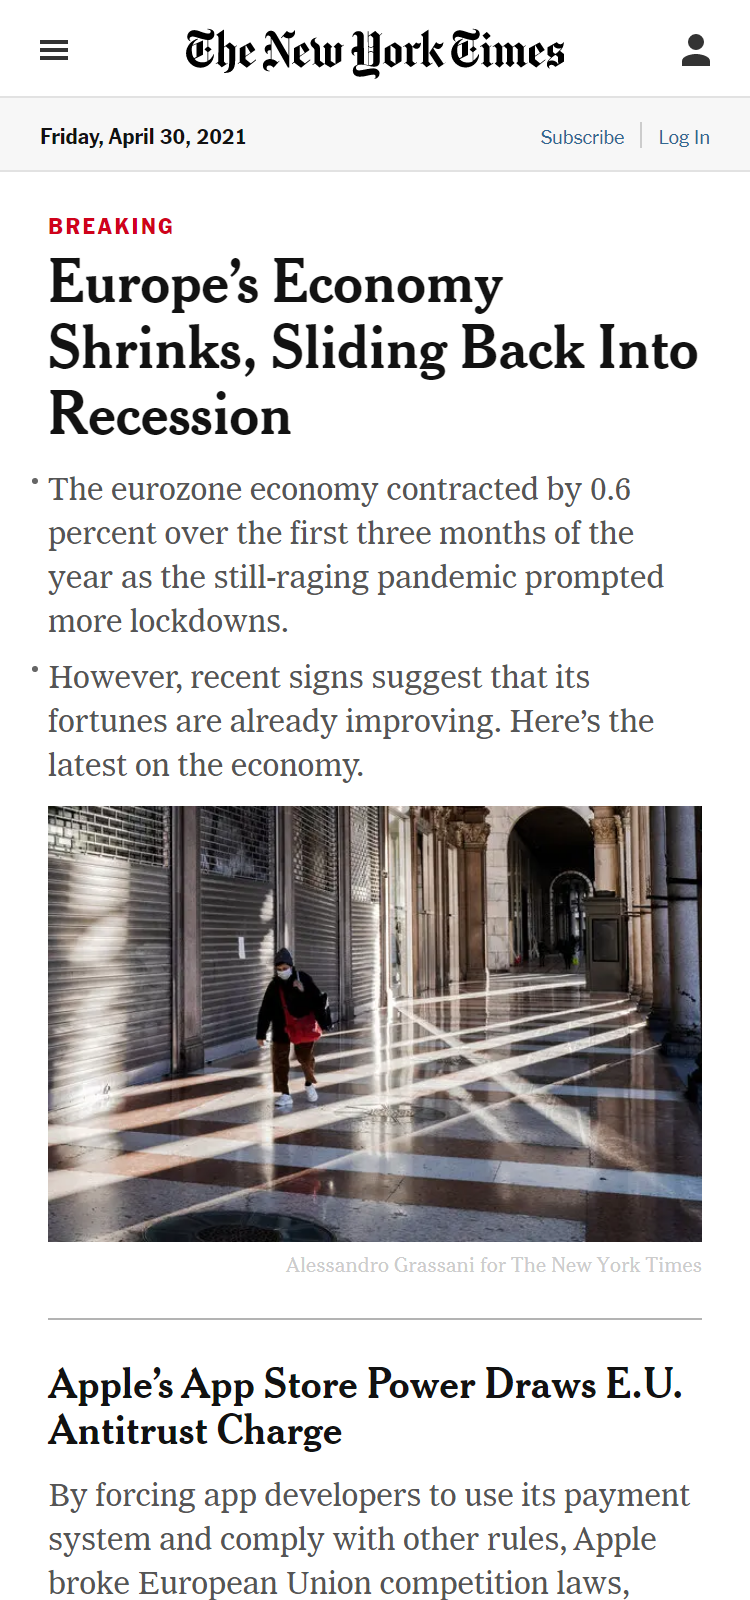 The New York Times
Friday, April 30, 2021
Subscribe
Log In
BREAKING
Europe’s Economy
Shrinks, Sliding Back Into
Recession
• The eurozone economy contracted by 0.6
percent over the first three months of the
year as the still-raging pandemic prompted
more lockdowns.
• However, recent signs suggest that its
fortunes are already improving. Here’s the
latest on the economy.
Alessandro Grassani for The New York Times
Apple’s App Store Power Draws E.U.
Antitrust Charge
By forcing app developers to use its payment
system and comply with other rules, Apple
broke European Union competition laws,